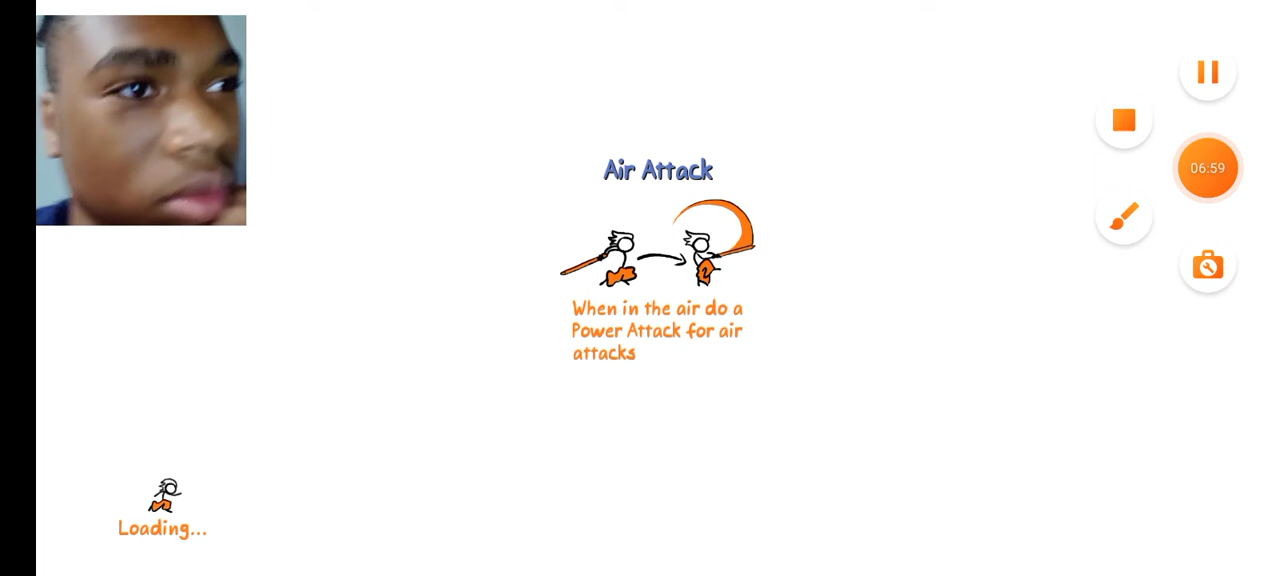 06:59
Air Attack
When in the air do a
Power Attack for air
attacks
Loading...